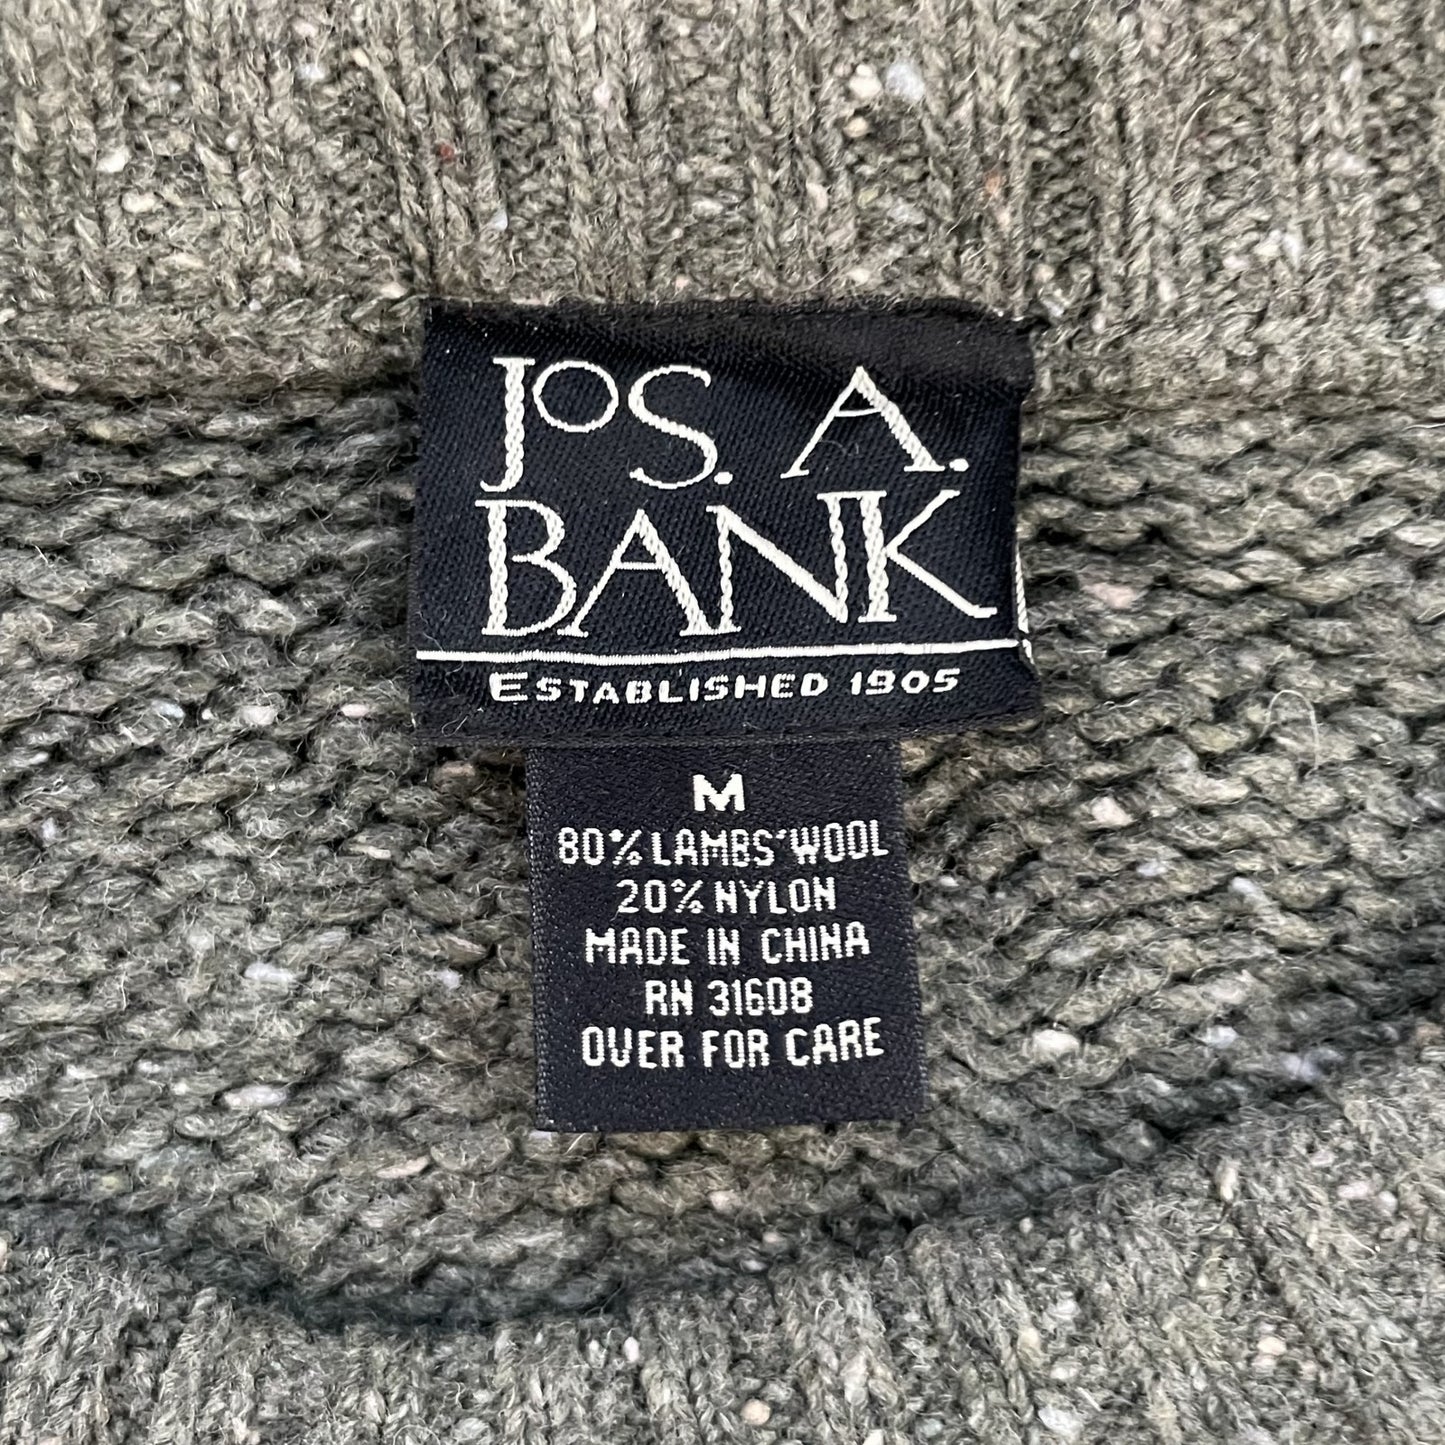 JOS. A.
BANK
ESTABLISHED 1905
M
80% LAMBS' WOOL
20% NYLON
MADE IN CHINA
RN 31608
OVER FOR CARE